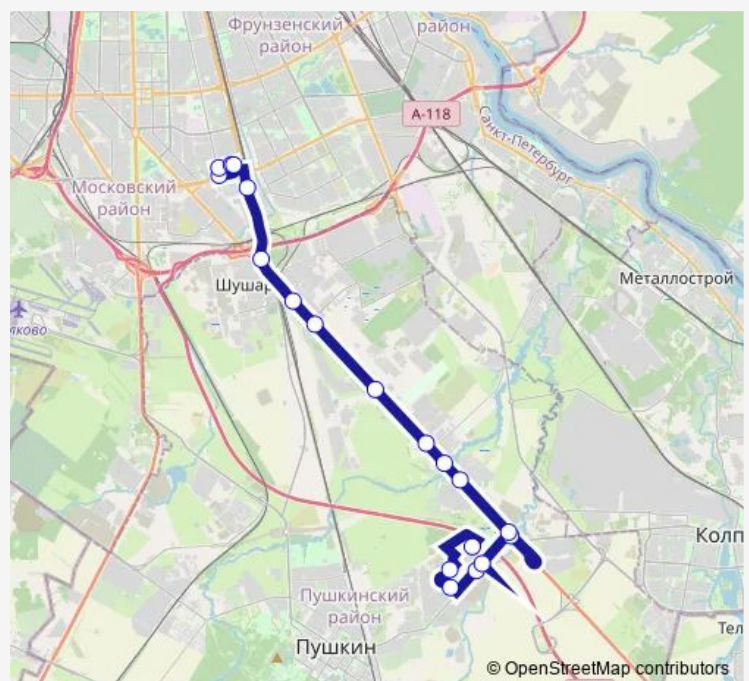 Фрунзенский
район
район
А-118
Санкт-Петербург
Московский
район
Шушар
Металлострой
лково
Колп
Пушкинский
район
Тел
Пушкин
© OpenStreetMap contributors